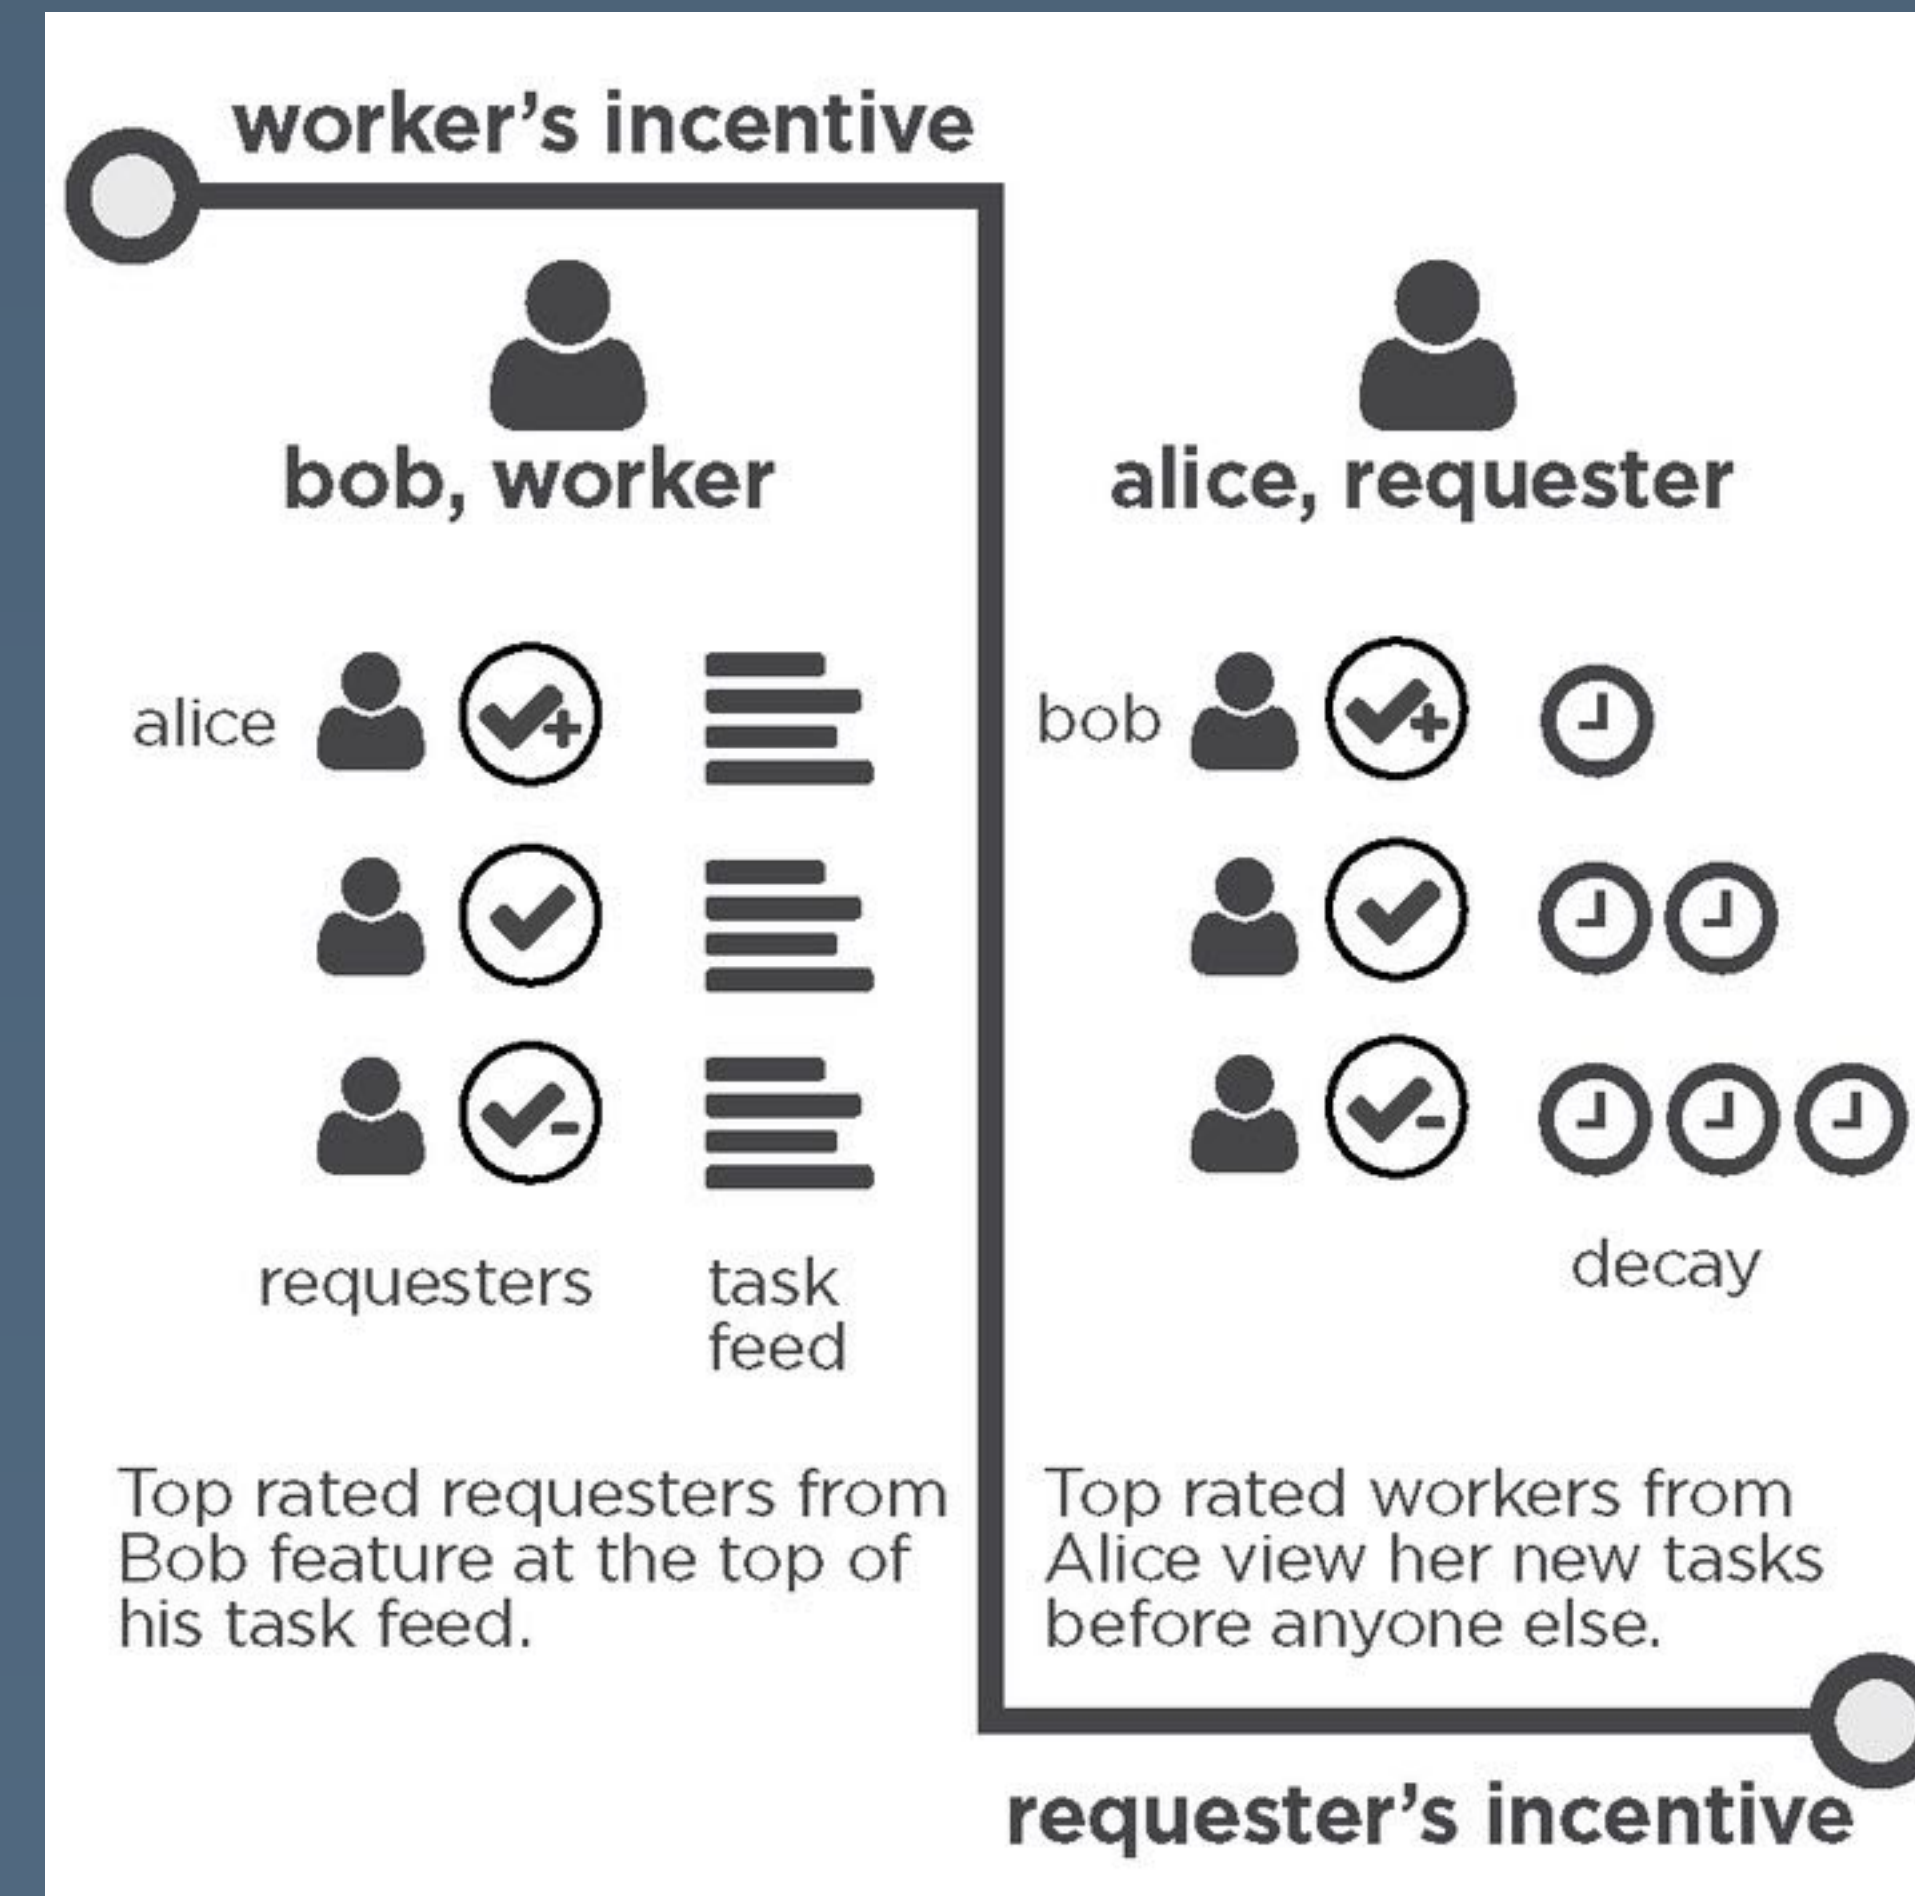 worker's incentive
bob, worker
alice
requesters
task
feed
Top rated requesters from
Bob feature at the top of
his task feed.
alice, requester
bob
decay
Top rated workers from
Alice view her new tasks
before anyone else.
requester's incentive